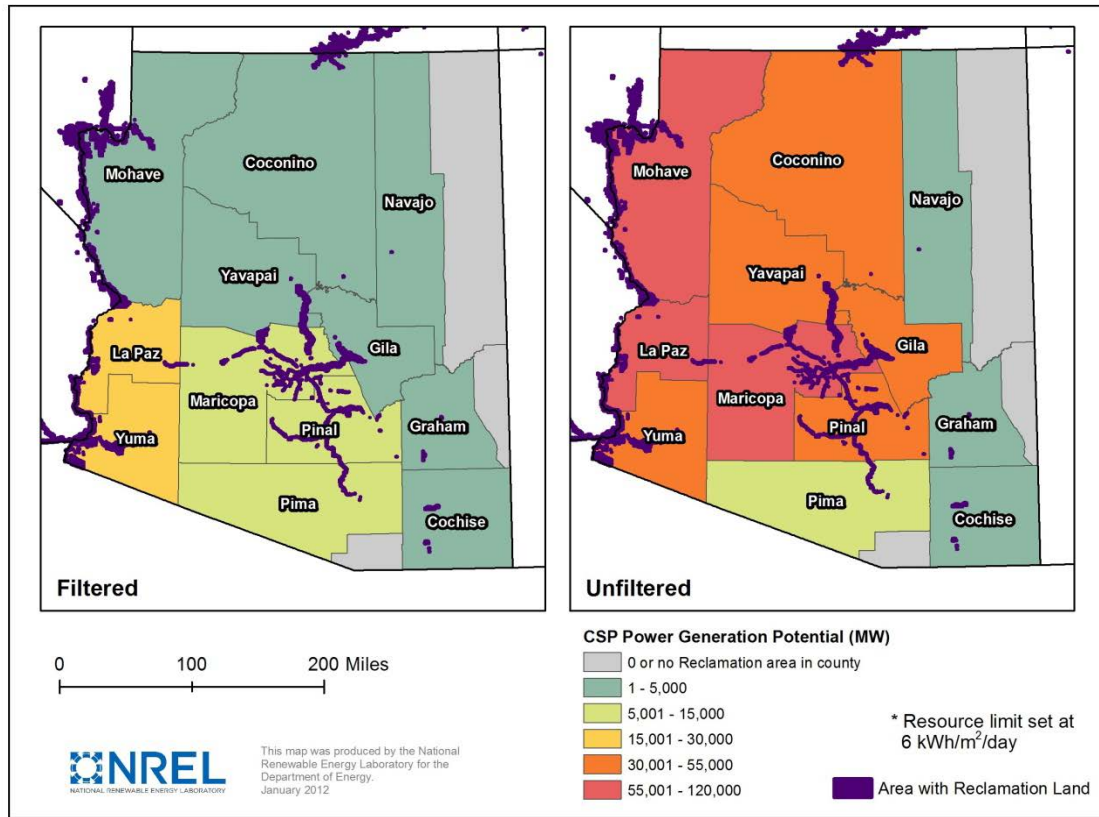 Mohave
Coconino
Navajo
Yavapai
La Paz
Gila
Maricopa
Yuma
Pinal
Graham
Pima
Cochise
Filtered
Mohave
Coconino
Navajo
Yavapai
La Paz
Gila
Maricopa
Yuma
Pinal
Graham
Pima
Cochise
Unfiltered
0 100 200 Miles
NREL
NATIONAL RENEWABLE ENERGY LABORATORY
This map was produced by the National
Renewable Energy Laboratory for the
Department of Energy.
January 2012
CSP Power Generation Potential (MW)
0 or no Reclamation area in county
1 - 5,000
5,001 - 15,000
15,001 - 30,000
30,001 - 55,000
55,001 - 120,000
* Resource limit set at
6 kWh/m²/day
Area with Reclamation Land